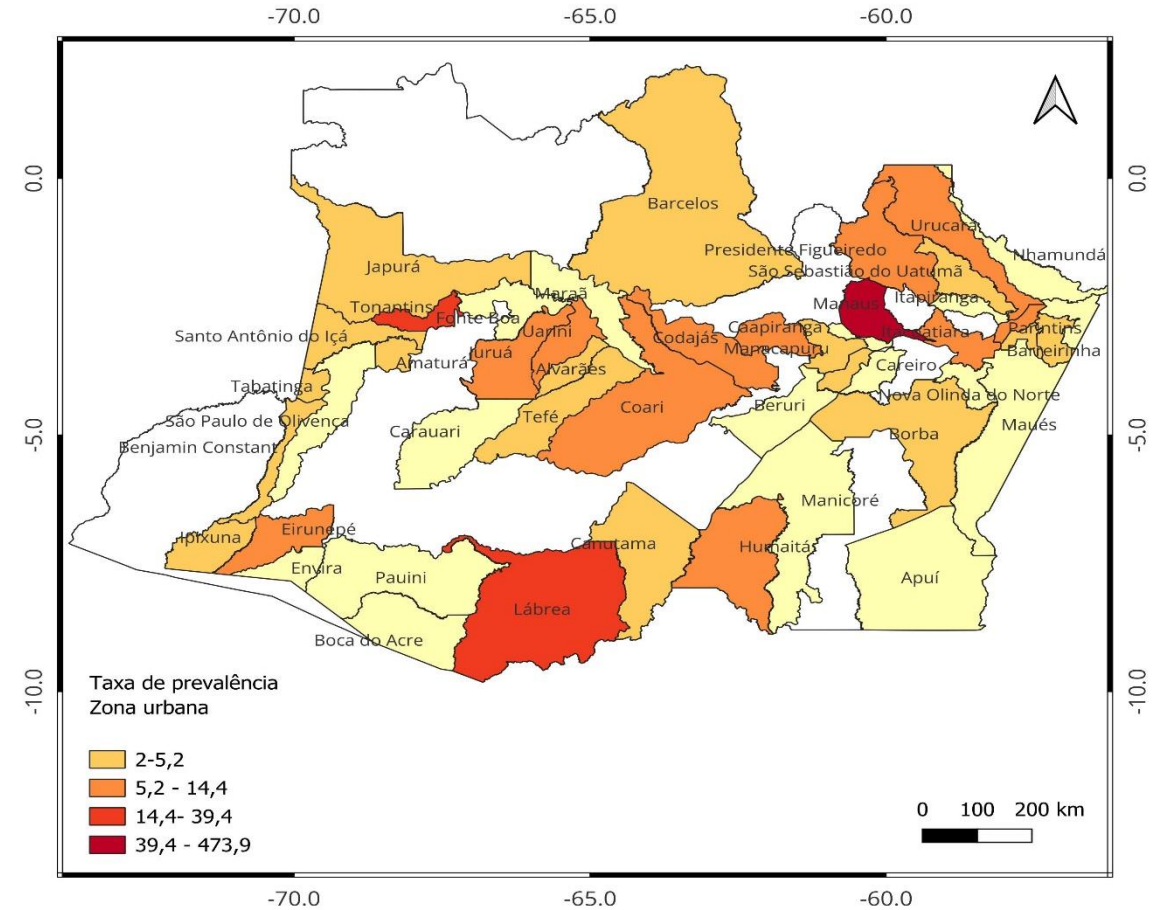 -70.0 -65.0 -60.0
0.0 0.0
Barcelos
Urucará
Presidente Figueiredo
Nhamundá
Japurá
São Sebastião do Uatumã
Maraã
Itapiranga
Tonantins
Manaus
Fonte Boa
Caapiranga
Parintins
Uarini
Itacoatiara
Santo Antônio do Içá
Codajás
Manacapuru
Barreirinha
Juruá
Amaturá
Alvarães
Careiro
Tabatinga
Nova Olinda do Norte
Coari
Beruri
Tefé
São Paulo de Olivença
Maués
Carauari
Borba
-5.0 -5.0
Benjamin Constant
Manicoré
Eirunepé
Ipixuna
Canutama
Humaitá
Envira
Pauini
Apuí
Lábrea
Boca do Acre
-10.0 -10.0
Taxa de prevalência
Zona urbana
2-5,2
5,2 - 14,4
14,4- 39,4
39,4 - 473,9
0 100 200 km
-70.0 -65.0 -60.0